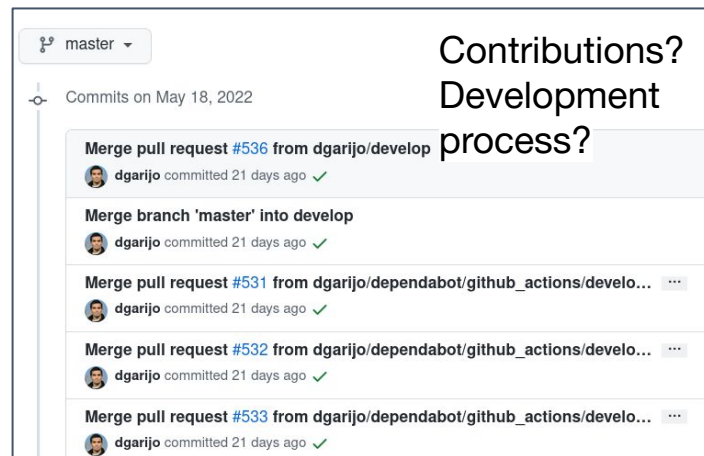 master
Contributions?
Development
process?
Commits on May 18, 2022
Merge pull request #536 from dgarijo/develop
dgarijo committed 21 days ago
Merge branch 'master' into develop
dgarijo committed 21 days ago
Merge pull request #531 from dgarijo/dependabot/github_actions/develo... ...
dgarijo committed 21 days ago
Merge pull request #532 from dgarijo/dependabot/github_actions/develo... ...
dgarijo committed 21 days ago
Merge pull request #533 from dgarijo/dependabot/github_actions/develo... ...
dgarijo committed 21 days ago